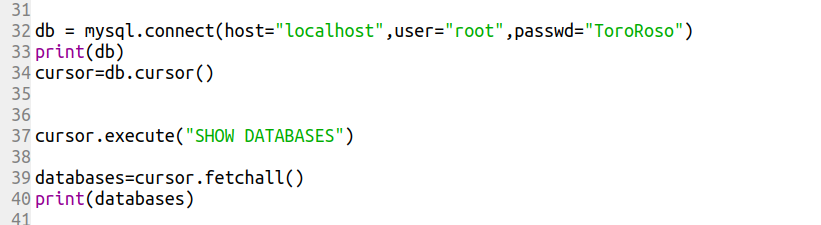 31
32 db = mysql.connect(host="localhost",user="root",passwd="ToroRoso")
33 print(db)
34 cursor=db.cursor()
35
36
37 cursor.execute("SHOW DATABASES")
38
39 databases=cursor.fetchall()
40 print(databases)
41